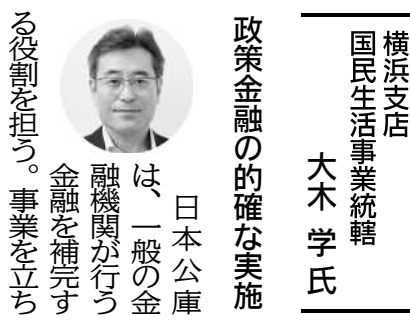 横浜支店
国民生活事業統轄
大木 学 氏
政策金融の的確な実施
日本公庫
は、一般の金
融機関が行う
金融を補完す
る役割を担う。事業を立ち